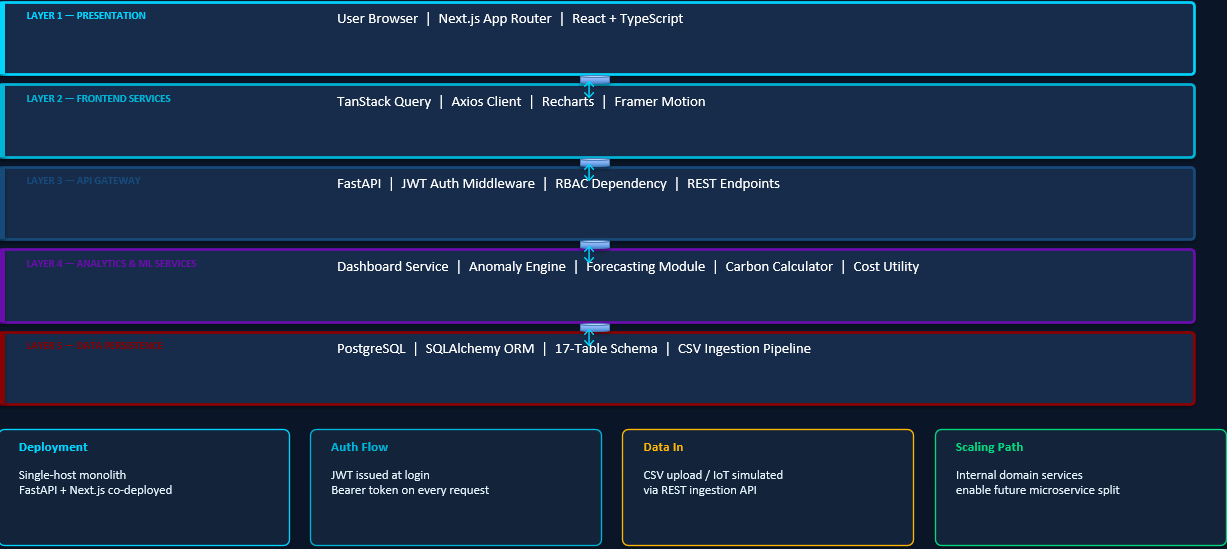 LAYER 1 — PRESENTATION
User Browser | Next.js App Router | React + TypeScript
LAYER 2 — FRONTEND SERVICES
TanStack Query | Axios Client | Recharts | Framer Motion
LAYER 3 — API GATEWAY
FastAPI | JWT Auth Middleware | RBAC Dependency | REST Endpoints
LAYER 4 — ANALYTICS & ML SERVICES
Dashboard Service | Anomaly Engine | Forecasting Module | Carbon Calculator | Cost Utility
LAYER 5 — DATA PERSISTENCE
PostgreSQL | SQLAlchemy ORM | 17-Table Schema | CSV Ingestion Pipeline
Deployment
Single-host monolith
FastAPI + Next.js co-deployed
Auth Flow
JWT issued at login
Bearer token on every request
Data In
CSV upload / IoT simulated
via REST ingestion API
Scaling Path
Internal domain services
enable future microservice split